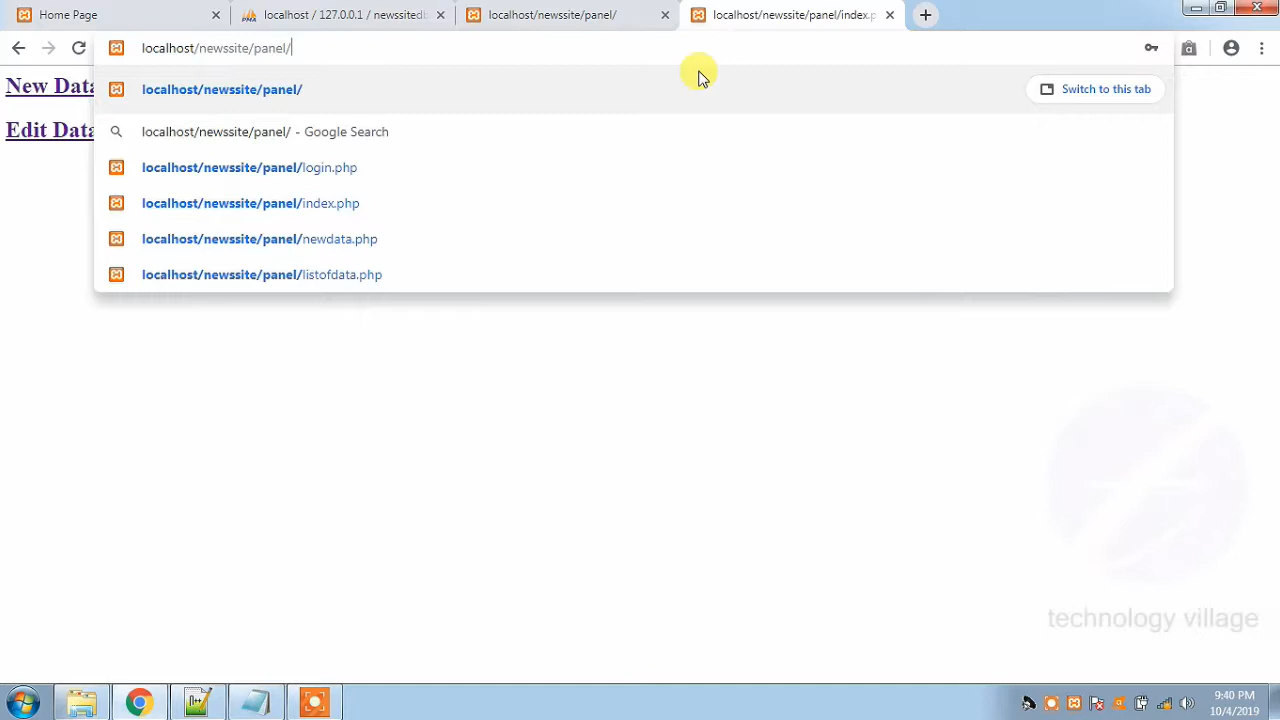 Home Page
localhost / 127.0.0.1 / newssitedb
localhost/newssite/panel/
localhost/newssite/panel/index.p
localhost/newssite/panel/
New Data
localhost/newssite/panel/
Switch to this tab
Edit Data
localhost/newssite/panel/ - Google Search
localhost/newssite/panel/login.php
localhost/newssite/panel/index.php
localhost/newssite/panel/newdata.php
localhost/newssite/panel/listofdata.php
technology village
9:40 PM
10/4/2019